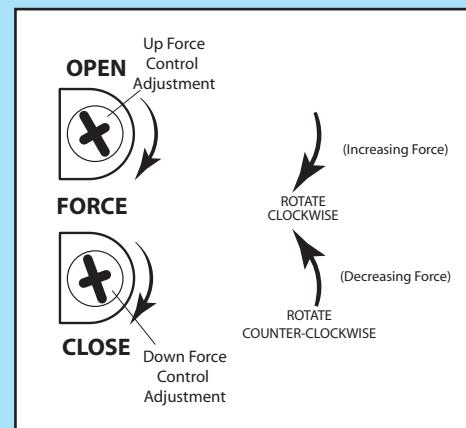 Up Force
Control
Adjustment
OPEN
FORCE
CLOSE
Down Force
Control
Adjustment
(Increasing Force)
ROTATE
CLOCKWISE
(Decreasing Force)
ROTATE
COUNTER-CLOCKWISE